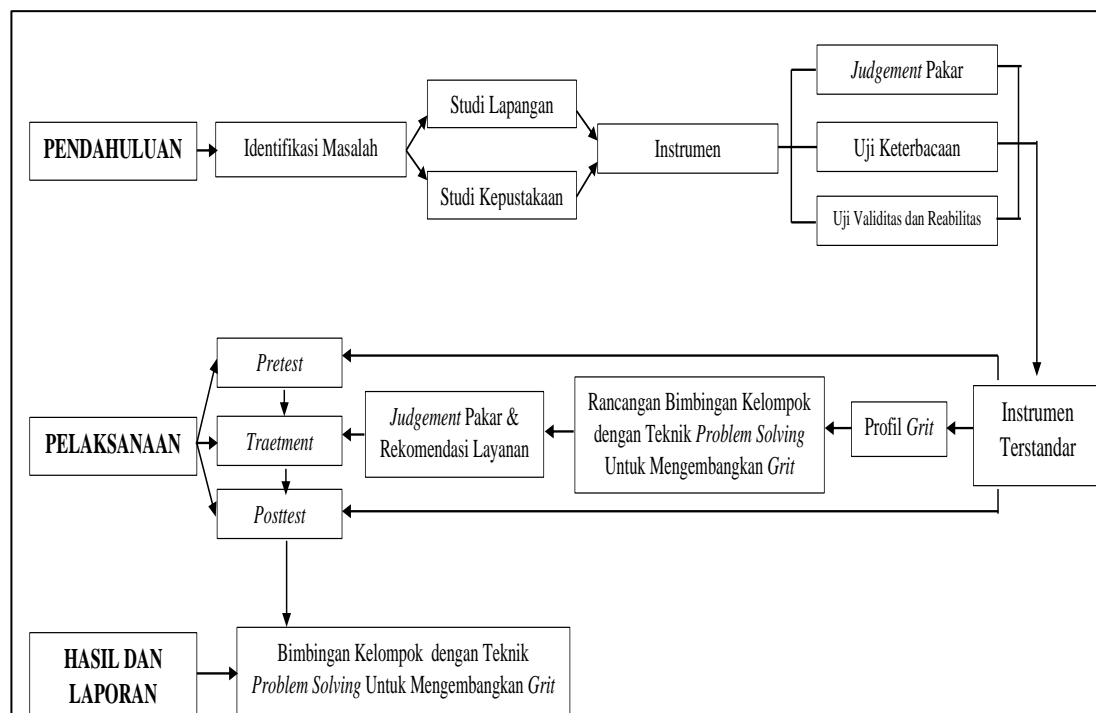 PENDAHULUAN
Identifikasi Masalah
Studi Lapangan
Studi Kepustakaan
Instrumen
Judgement Pakar
Uji Keterbacaan
Uji Validitas dan Reabilitas
PELAKSANAAN
Pretest
Traetment
Posttest
Judgement Pakar &
Rekomendasi Layanan
Rancangan Bimbingan Kelompok
dengan Teknik Problem Solving
Untuk Mengembangkan Grit
Profil Grit
Instrumen
Terstandar
HASIL DAN
LAPORAN
Bimbingan Kelompok dengan Teknik
Problem Solving Untuk Mengembangkan Grit